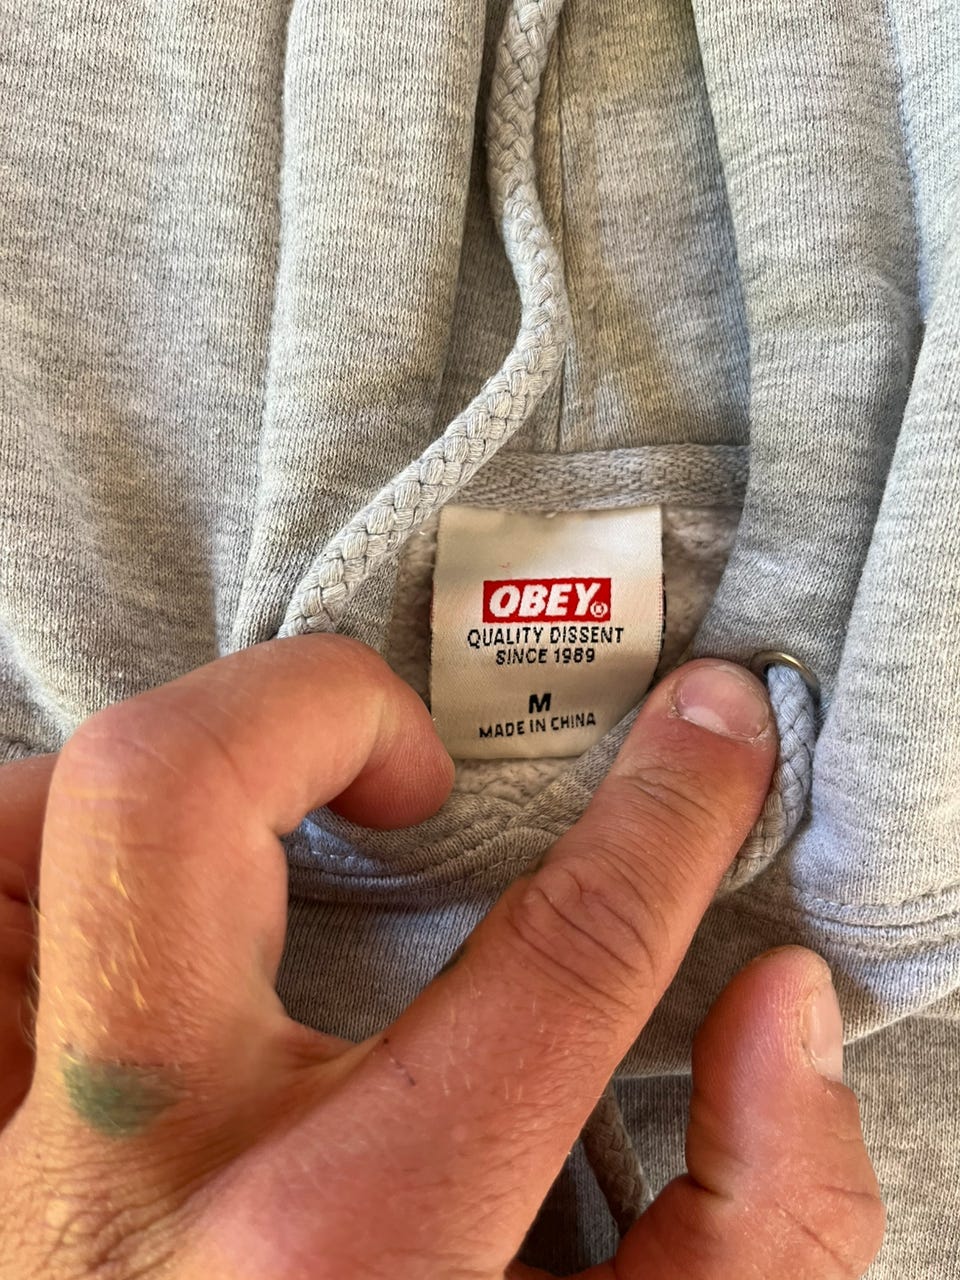 OBEY®
QUALITY DISSENT
SINCE 1989
M
MADE IN CHINA